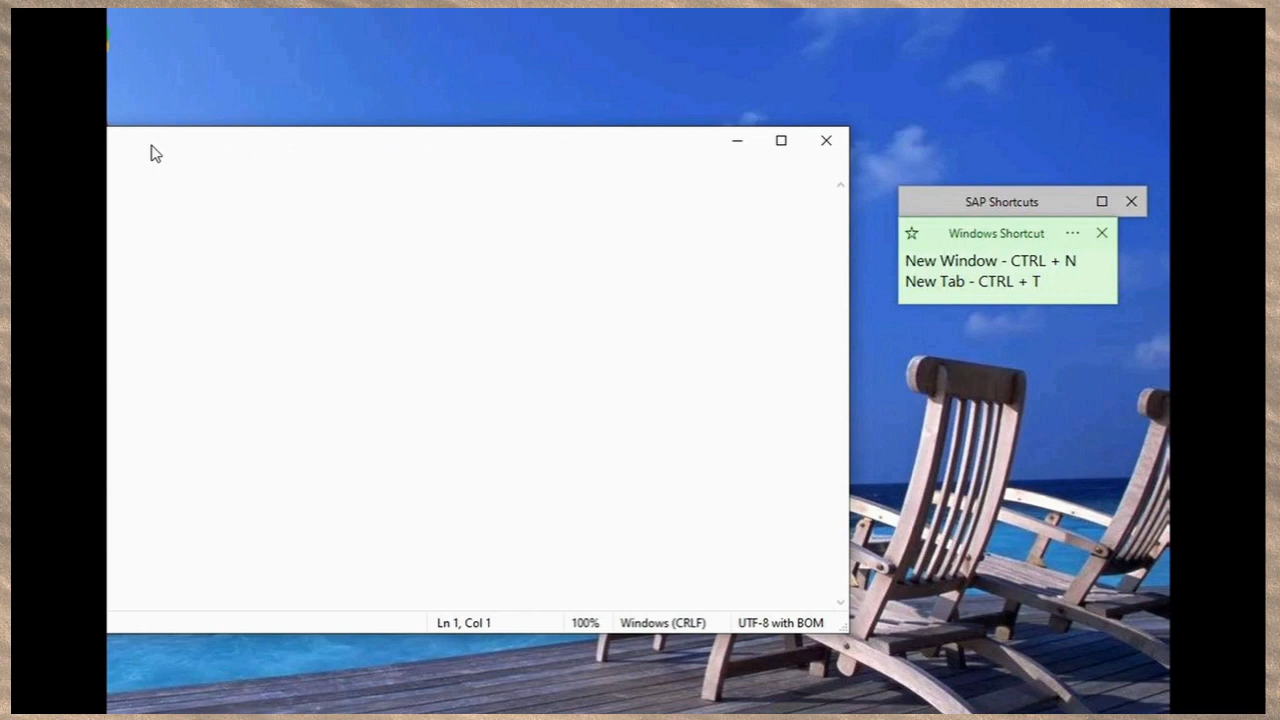 SAP Shortcuts
Windows Shortcut
New Window - CTRL + N
New Tab - CTRL + T
Ln 1, Col 1
100%
Windows (CRLF)
UTF-8 with BOM